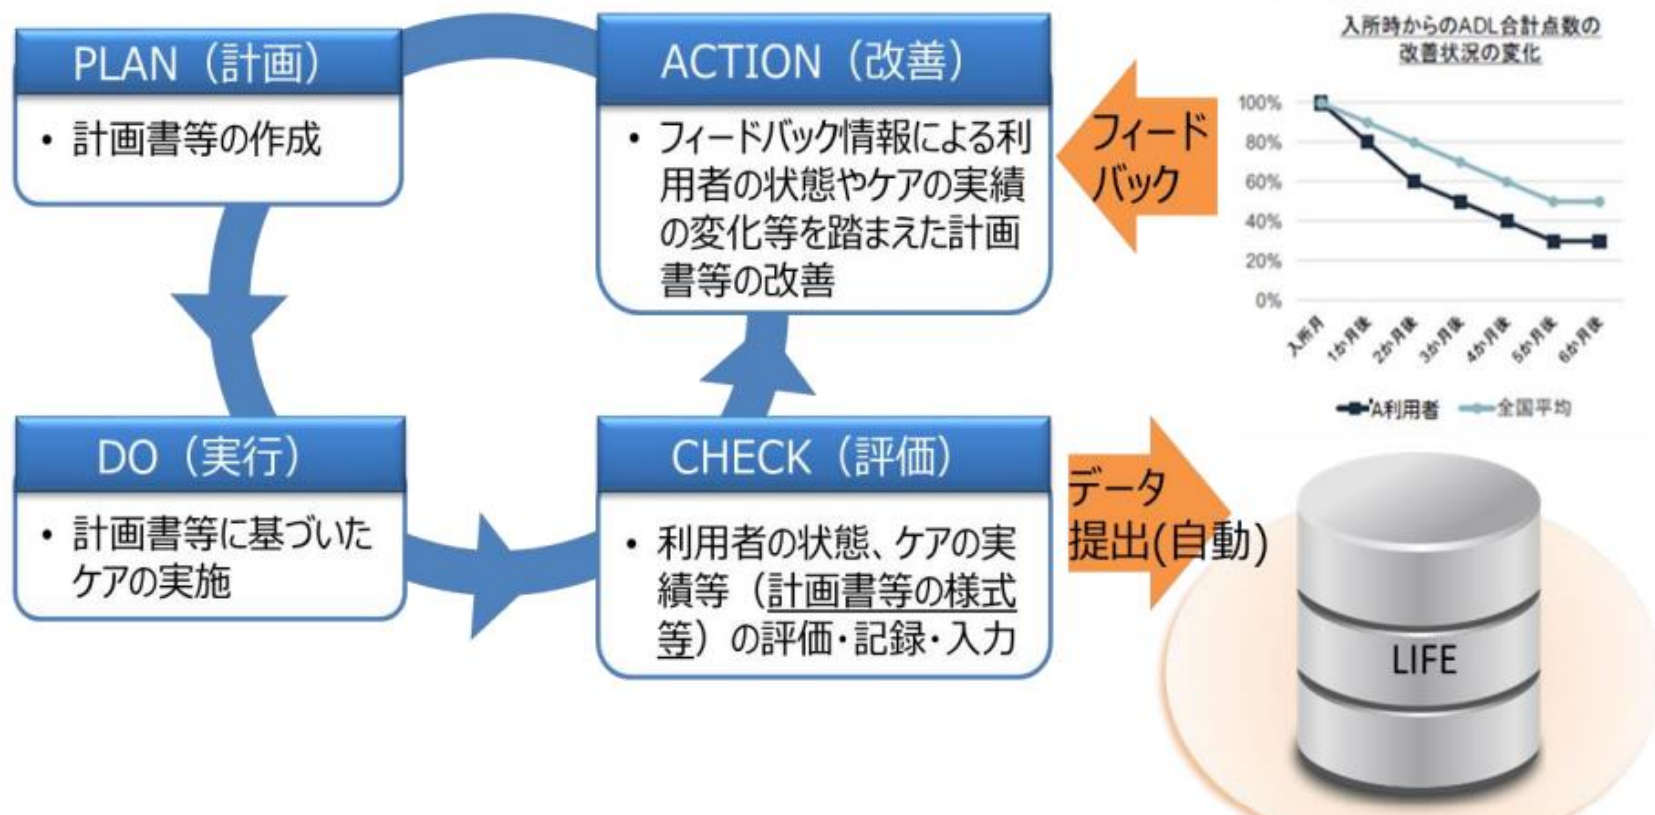 PLAN（計画）
• 計画書等の作成
ACTION（改善）
• フィードバック情報による利
用者の状態やケアの実績
の変化等を踏まえた計画
書等の改善
フィード
バック
入所時からのADL合計点数の
改善状況の変化
100%
80%
60%
40%
20%
0%
入所月
1か月後
2か月後
3か月後
4か月後
5か月後
6か月後
'A利用者
全国平均
DO（実行）
• 計画書等に基づいた
ケアの実施
CHECK（評価）
• 利用者の状態、ケアの実
績等（計画書等の様式
等）の評価・記録・入力
データ
提出(自動)
LIFE